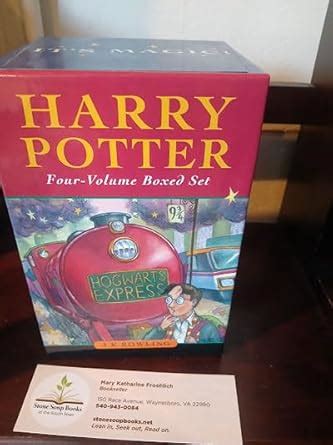 IT'S MAGIC!
HARRY
POTTER
Four-Volume Boxed Set
9¾
HOGWARTS
EXPRESS
J.K. ROWLING
Mary Katharine Froehlich
Bookseller
Stone Soup Books
at the South River
150 Race Avenue, Waynesboro, VA 22980
540-943-0084
stonesoupbooks.net
Lean in, Seek out, Read on.